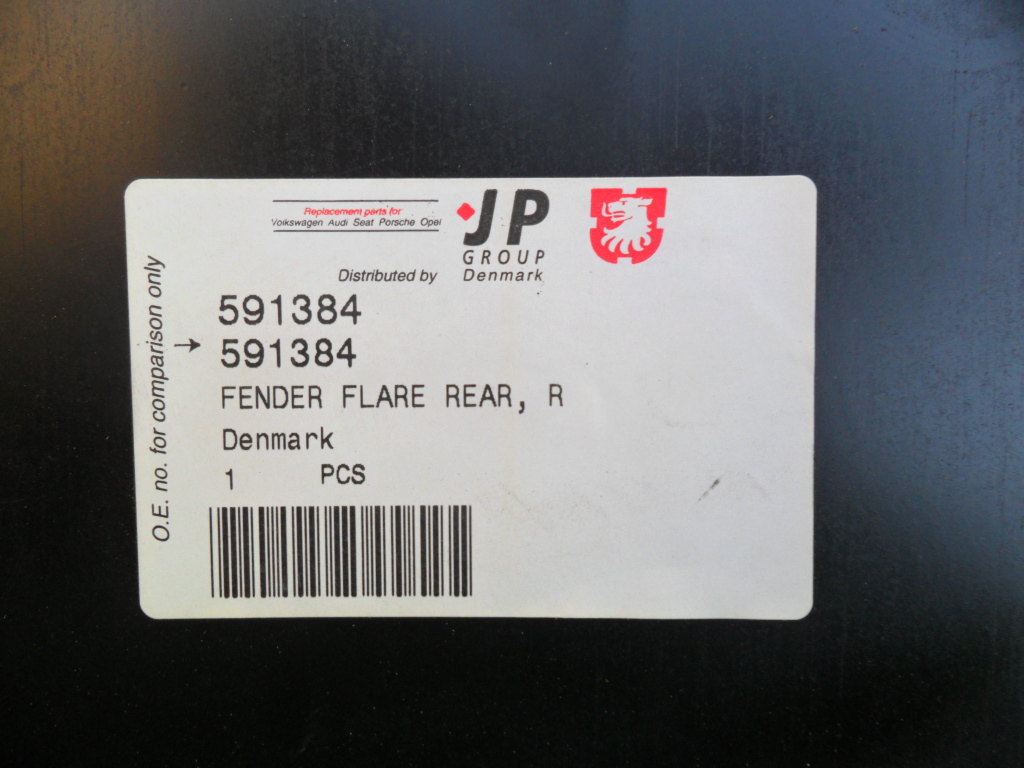 Replacement parts for
Volkswagen Audi Seat Porsche Opel
JP
GROUP
Distributed by Denmark
591384
591384
FENDER FLARE REAR, R
Denmark
1 PCS
O.E. no. for comparison only